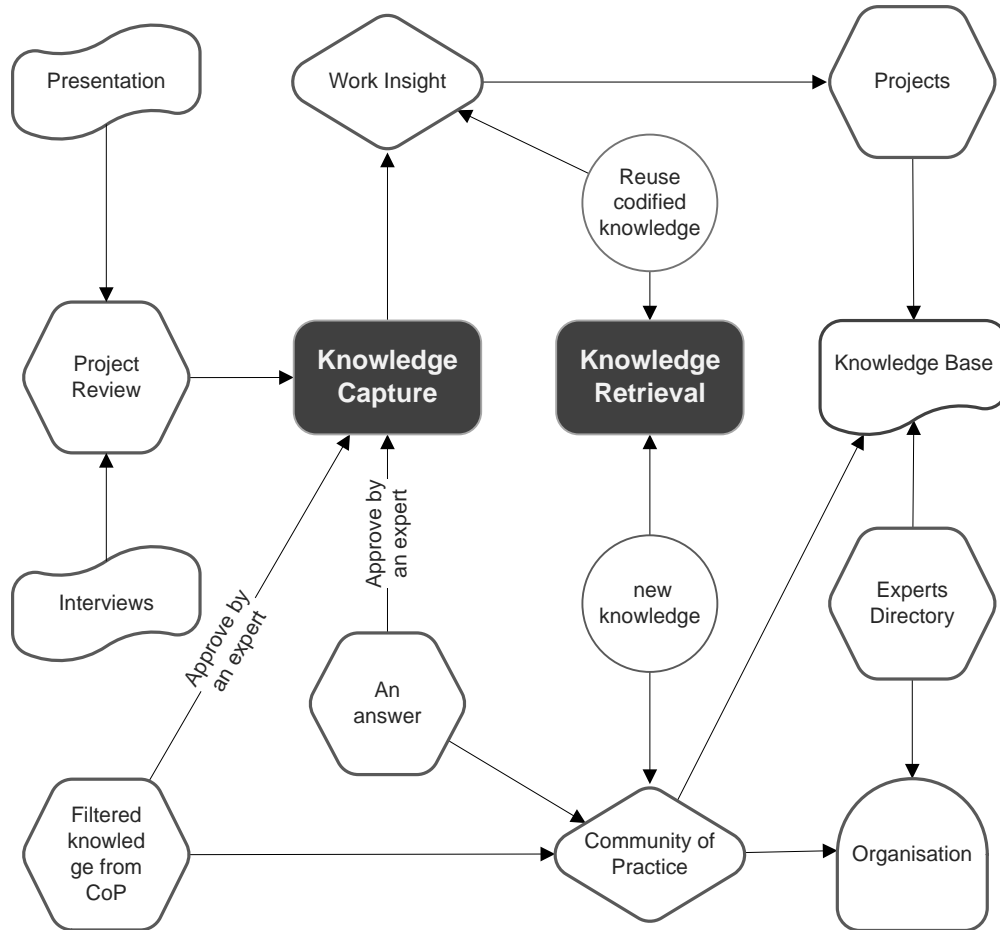 Presentation
Work Insight
Projects
Reuse
codified
knowledge
Project
Review
Knowledge
Capture
Knowledge
Retrieval
Knowledge Base
Approve by
an expert
Approve by
an expert
Interviews
new
knowledge
Experts
Directory
An
answer
Filtered
knowled
ge from
CoP
Community of
Practice
Organisation